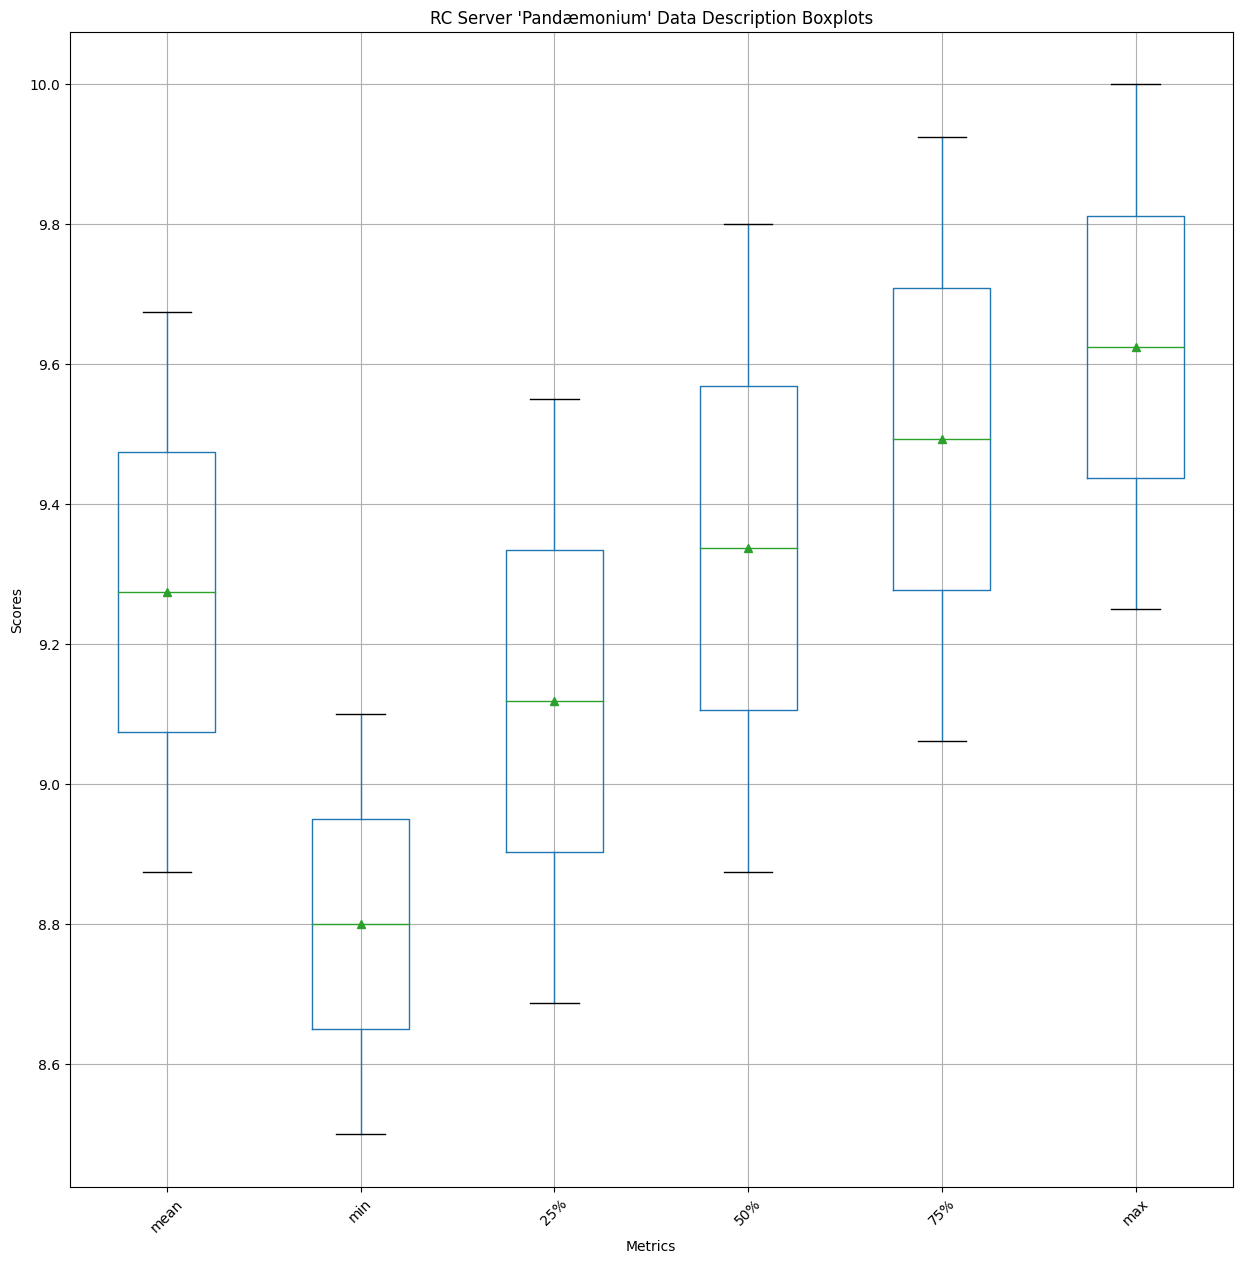 RC Server 'Pandæmonium' Data Description Boxplots
10.0
9.8
9.6
9.4
9.2
9.0
8.8
8.6
Scores
mean
min
25%
50%
75%
max
Metrics